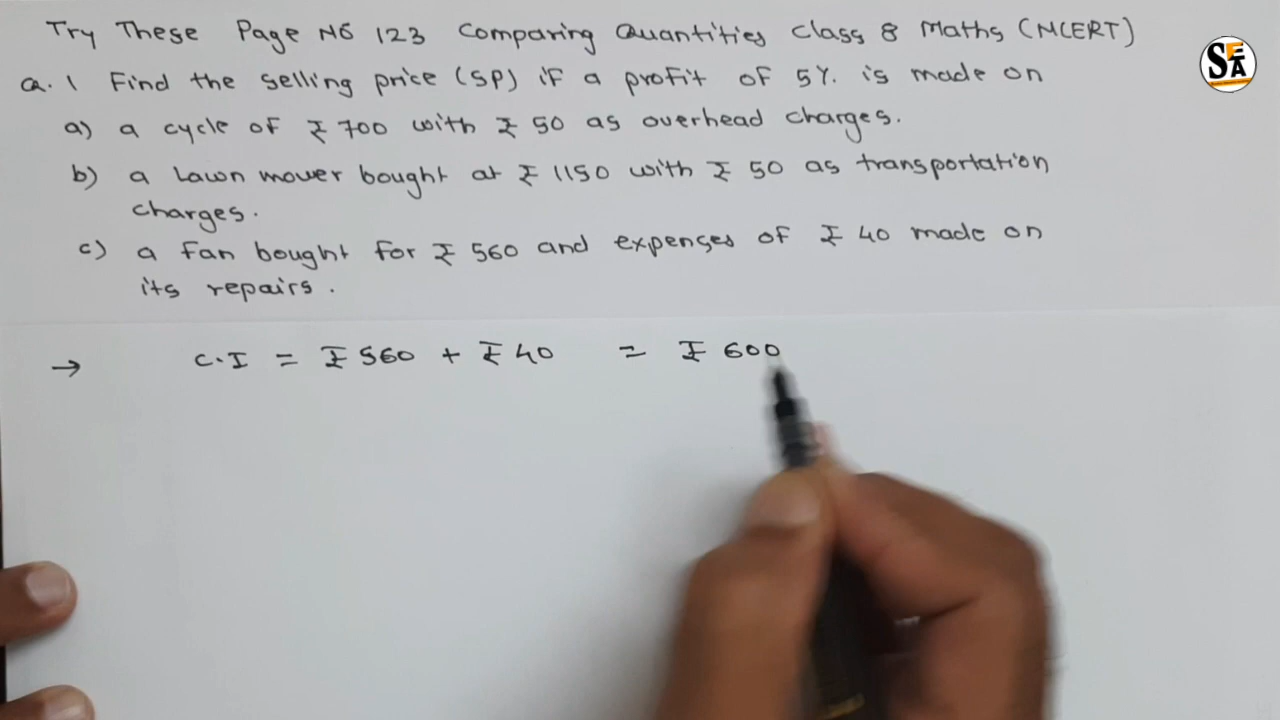 Try These Page No 123 Comparing Quantities Class 8 Maths (NCERT)
Q.1 Find the selling price (SP) if a profit of 5% is made on
a) a cycle of ₹ 700 with ₹ 50 as overhead charges.
b) a Lawn mower bought at ₹ 1150 with ₹ 50 as transportation
charges.
c) a fan bought for ₹ 560 and expenses of ₹ 40 made on
its repairs.
→ C.I = ₹ 560 + ₹ 40 = ₹ 600
SFA